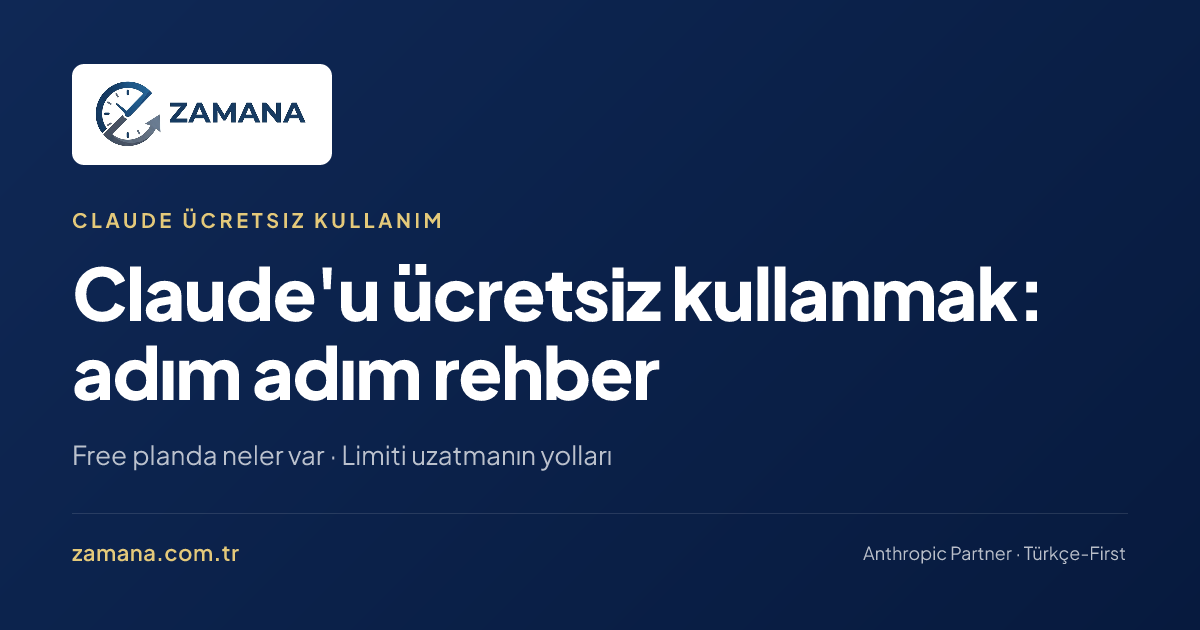 ZAMANA
CLAUDE ÜCRETSIZ KULLANIM
Claude'u ücretsiz kullanmak:
adım adım rehber
Free planda neler var · Limiti uzatmanın yolları
zamana.com.tr
Anthropic Partner · Türkçe-First